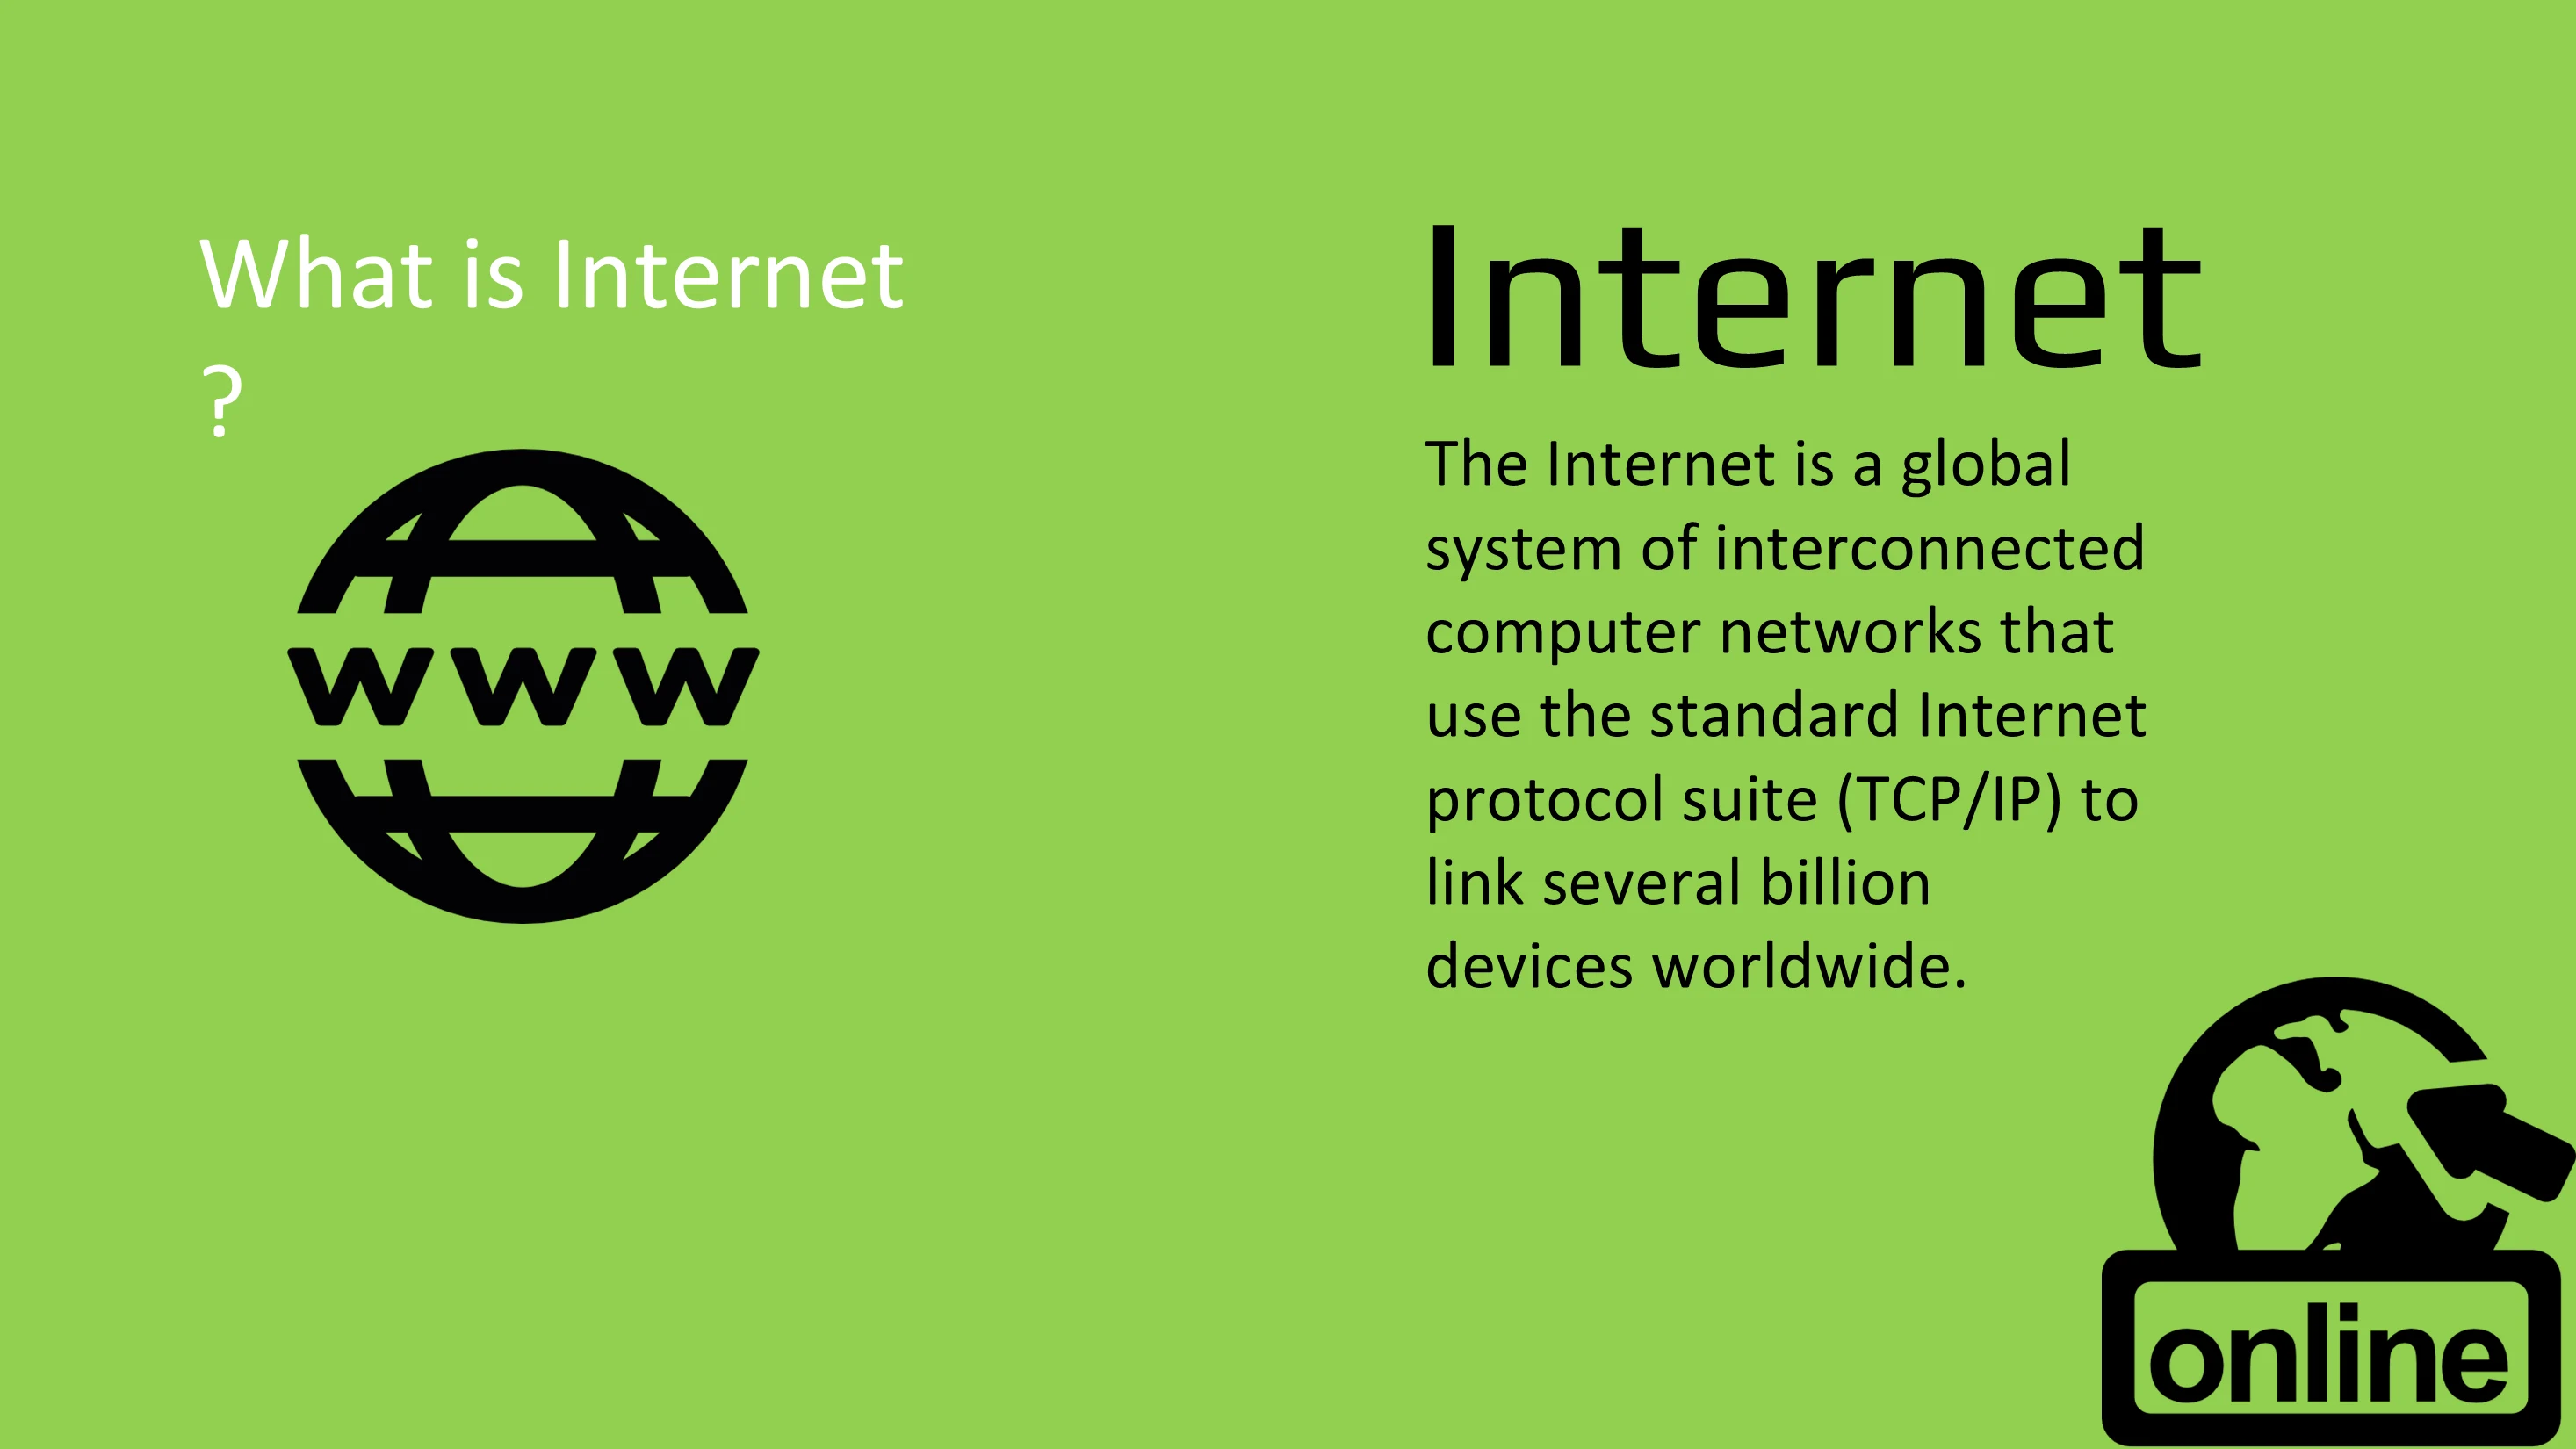 What is Internet
?
www
Internet
The Internet is a global
system of interconnected
computer networks that
use the standard Internet
protocol suite (TCP/IP) to
link several billion
devices worldwide.
online